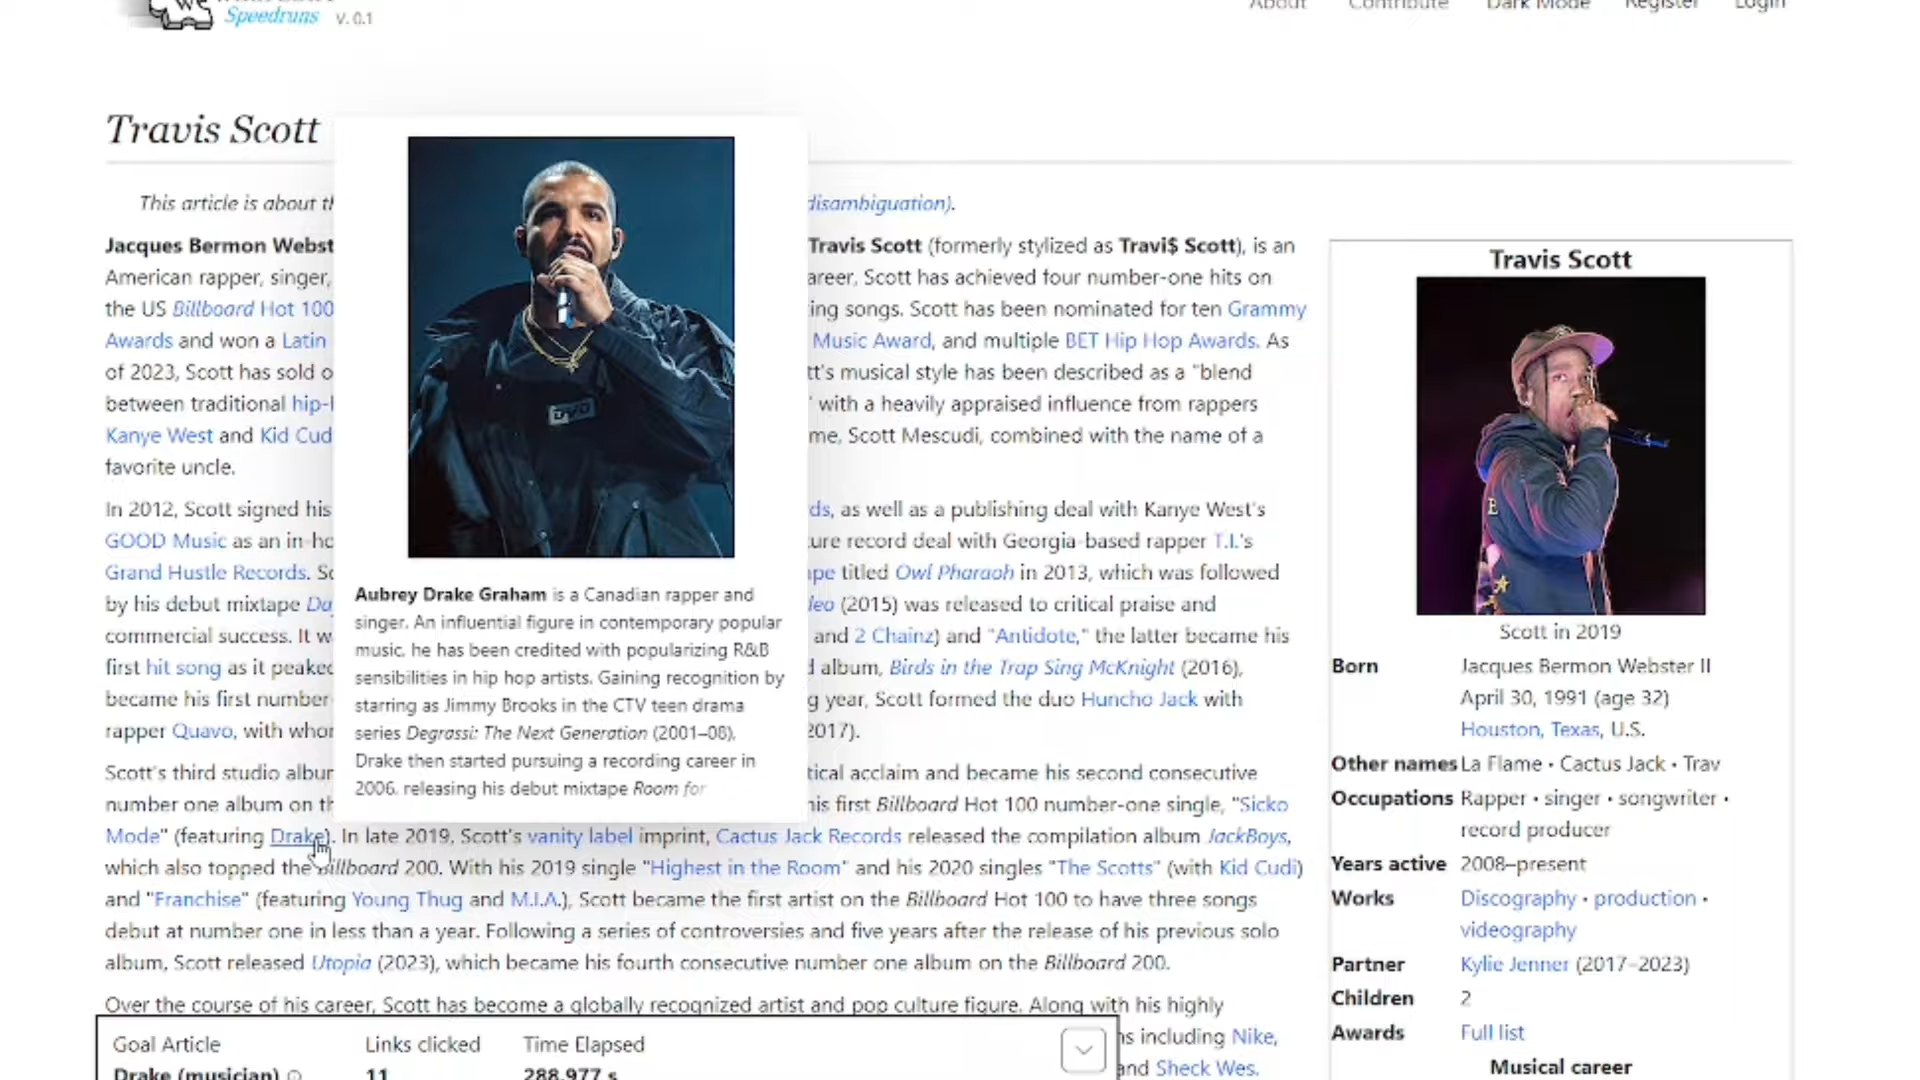 Speedruns V. 0.1
About Contribute Dark Mode Register Login
Travis Scott
This article is about th
disambiguation).
Jacques Bermon Webst
Travis Scott (formerly stylized as Travi$ Scott), is an
American rapper, singer,
areer, Scott has achieved four number-one hits on
the US Billboard Hot 100
ing songs. Scott has been nominated for ten Grammy
Awards and won a Latin
Music Award, and multiple BET Hip Hop Awards. As
of 2023, Scott has sold o
tt's musical style has been described as a "blend
between traditional hip-h
" with a heavily appraised influence from rappers
Kanye West and Kid Cud
me, Scott Mescudi, combined with the name of a
favorite uncle.
In 2012, Scott signed his
ds, as well as a publishing deal with Kanye West's
GOOD Music as an in-ho
ure record deal with Georgia-based rapper T.I.'s
Grand Hustle Records. Sc
ape titled Owl Pharaoh in 2013, which was followed
by his debut mixtape Da
deo (2015) was released to critical praise and
commercial success. It w
and 2 Chainz) and "Antidote," the latter became his
first hit song as it peaked
d album, Birds in the Trap Sing McKnight (2016),
became his first number-
g year, Scott formed the duo Huncho Jack with
rapper Quavo, with whor
2017).
Scott's third studio albur
tical acclaim and became his second consecutive
number one album on th
his first Billboard Hot 100 number-one single, "Sicko
Mode" (featuring Drake). In late 2019, Scott's vanity label imprint, Cactus Jack Records released the compilation album JackBoys,
which also topped the Billboard 200. With his 2019 single "Highest in the Room" and his 2020 singles "The Scotts" (with Kid Cudi)
and "Franchise" (featuring Young Thug and M.I.A.), Scott became the first artist on the Billboard Hot 100 to have three songs
debut at number one in less than a year. Following a series of controversies and five years after the release of his previous solo
album, Scott released Utopia (2023), which became his fourth consecutive number one album on the Billboard 200.
Over the course of his career, Scott has become a globally recognized artist and pop culture figure. Along with his highly
ns including Nike,
and Sheck Wes.
OVO
Aubrey Drake Graham is a Canadian rapper and
singer. An influential figure in contemporary popular
music, he has been credited with popularizing R&B
sensibilities in hip hop artists. Gaining recognition by
starring as Jimmy Brooks in the CTV teen drama
series Degrassi: The Next Generation (2001–08),
Drake then started pursuing a recording career in
2006, releasing his debut mixtape Room for
Travis Scott
Scott in 2019
Born Jacques Bermon Webster II
April 30, 1991 (age 32)
Houston, Texas, U.S.
Other names La Flame • Cactus Jack • Trav
Occupations Rapper • singer • songwriter •
record producer
Years active 2008–present
Works Discography • production •
videography
Partner Kylie Jenner (2017–2023)
Children 2
Awards Full list
Musical career
Goal Article Links clicked Time Elapsed
Drake (musician) 11 288.977 s